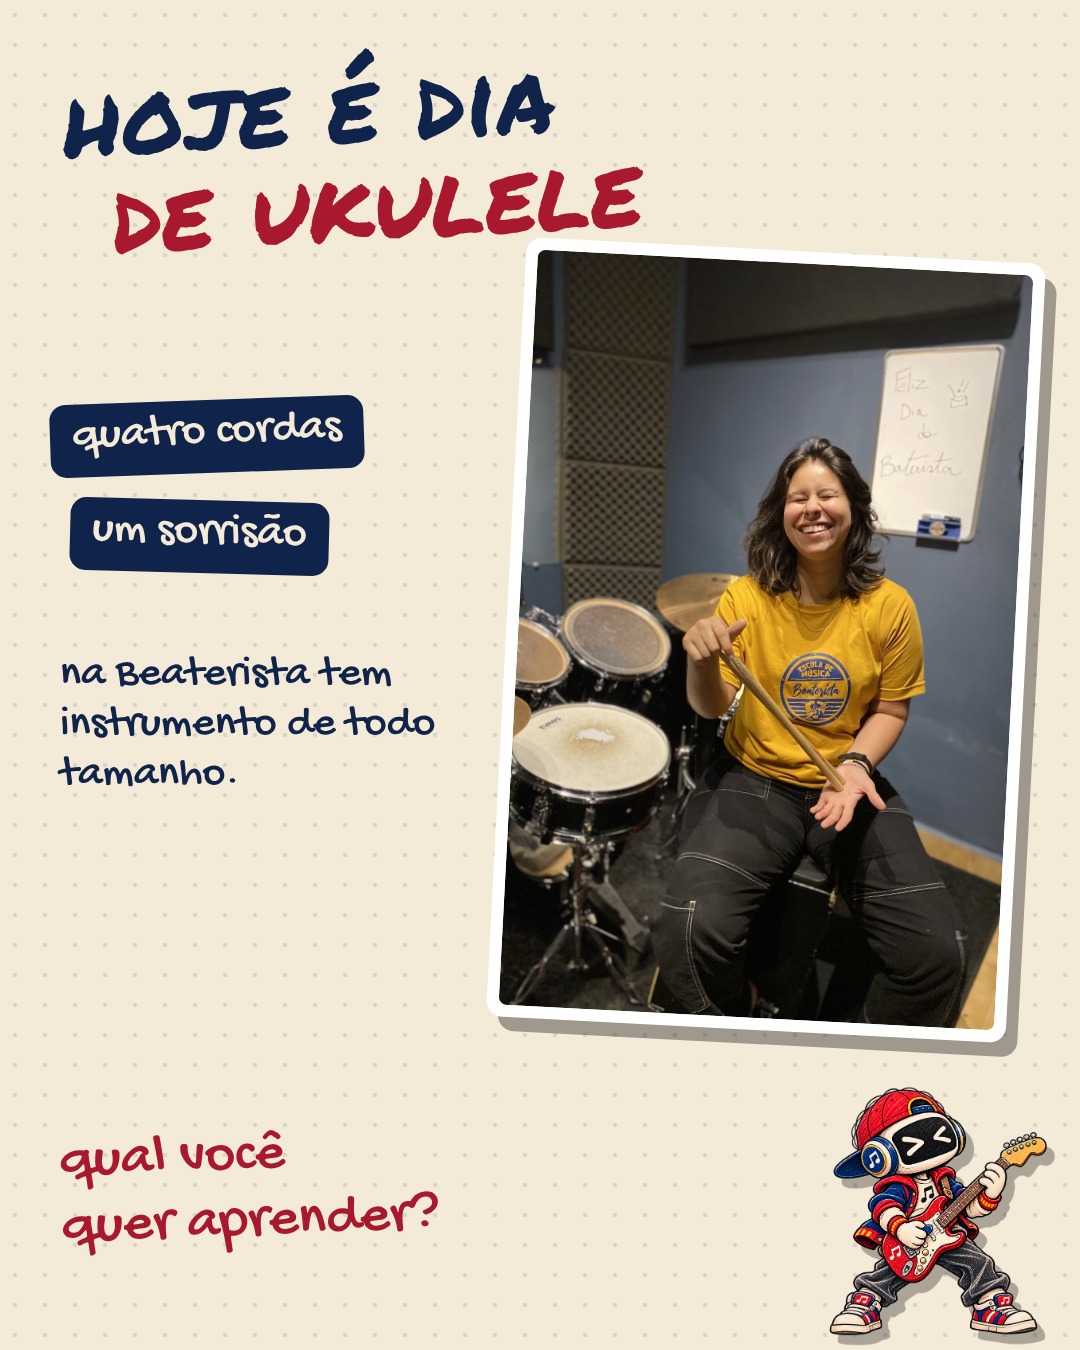 HOJE É DIA
DE UKULELE
quatro cordas
um sorrisão
na Beaterista tem
instrumento de todo
tamanho.
Feliz
Dia
do
Baterista
ESCOLA DE
MÚSICA
Beaterista
qual você
quer aprender?